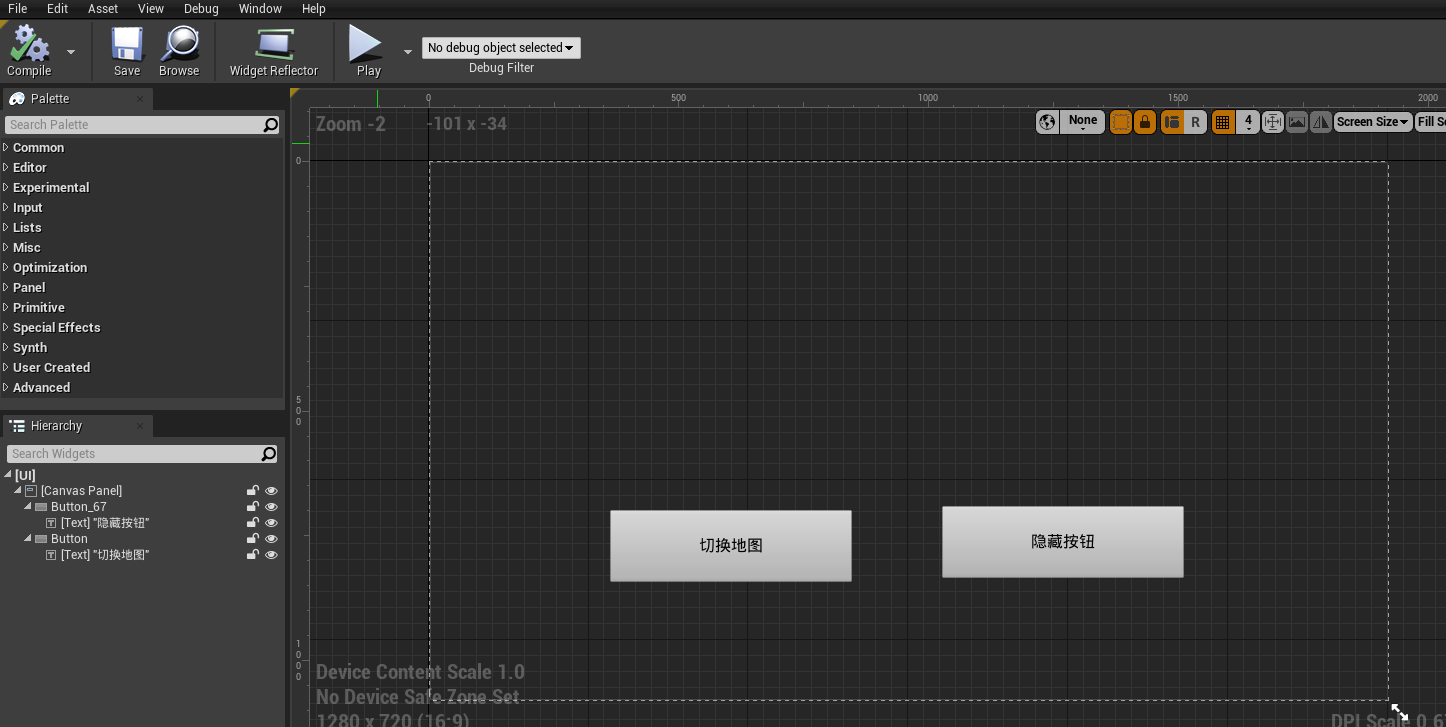 File Edit Asset View Debug Window Help
Compile Save Browse Widget Reflector Play
No debug object selected
Debug Filter
Palette
Search Palette
Common
Editor
Experimental
Input
Lists
Misc
Optimization
Panel
Primitive
Special Effects
Synth
User Created
Advanced
Hierarchy
Search Widgets
[UI]
[Canvas Panel]
Button_67
[Text] "隐藏按钮"
Button
[Text] "切换地图"
0 500 1000 1500 2000
Zoom -2 -101 x -34
None R 4 Screen Size Fill S
0
500
1000
切换地图
隐藏按钮
Device Content Scale 1.0
No Device Safe Zone Set
1280 x 720 (16:9)
DPI Scale 0.6